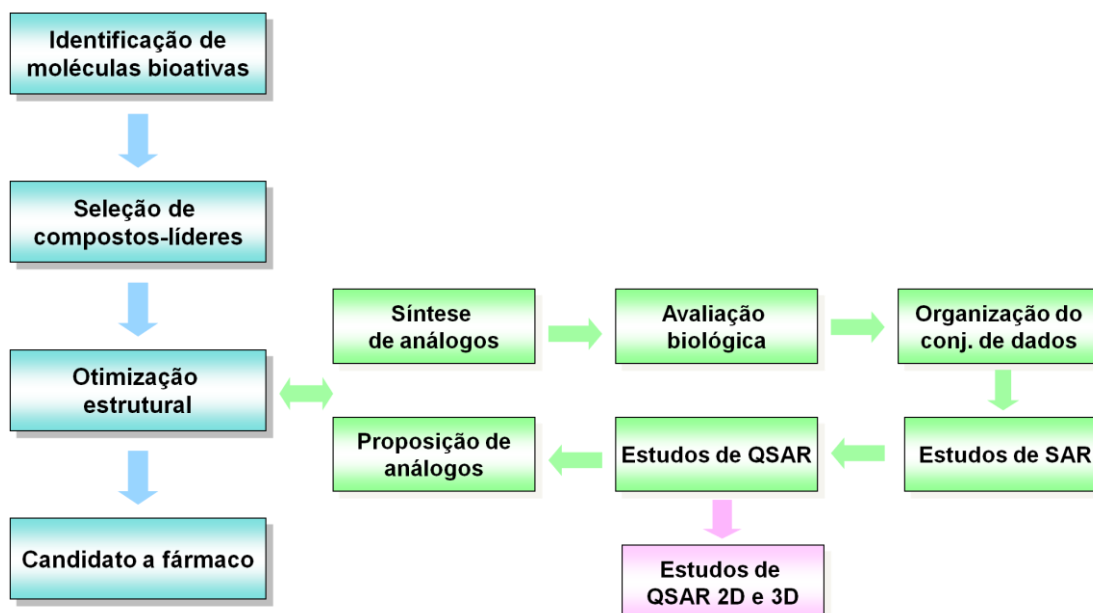 Identificação de
moléculas bioativas
Seleção de
compostos-líderes
Otimização
estrutural
Candidato a fármaco
Síntese
de análogos
Avaliação
biológica
Organização do
conj. de dados
Proposição de
análogos
Estudos de QSAR
Estudos de SAR
Estudos de
QSAR 2D e 3D